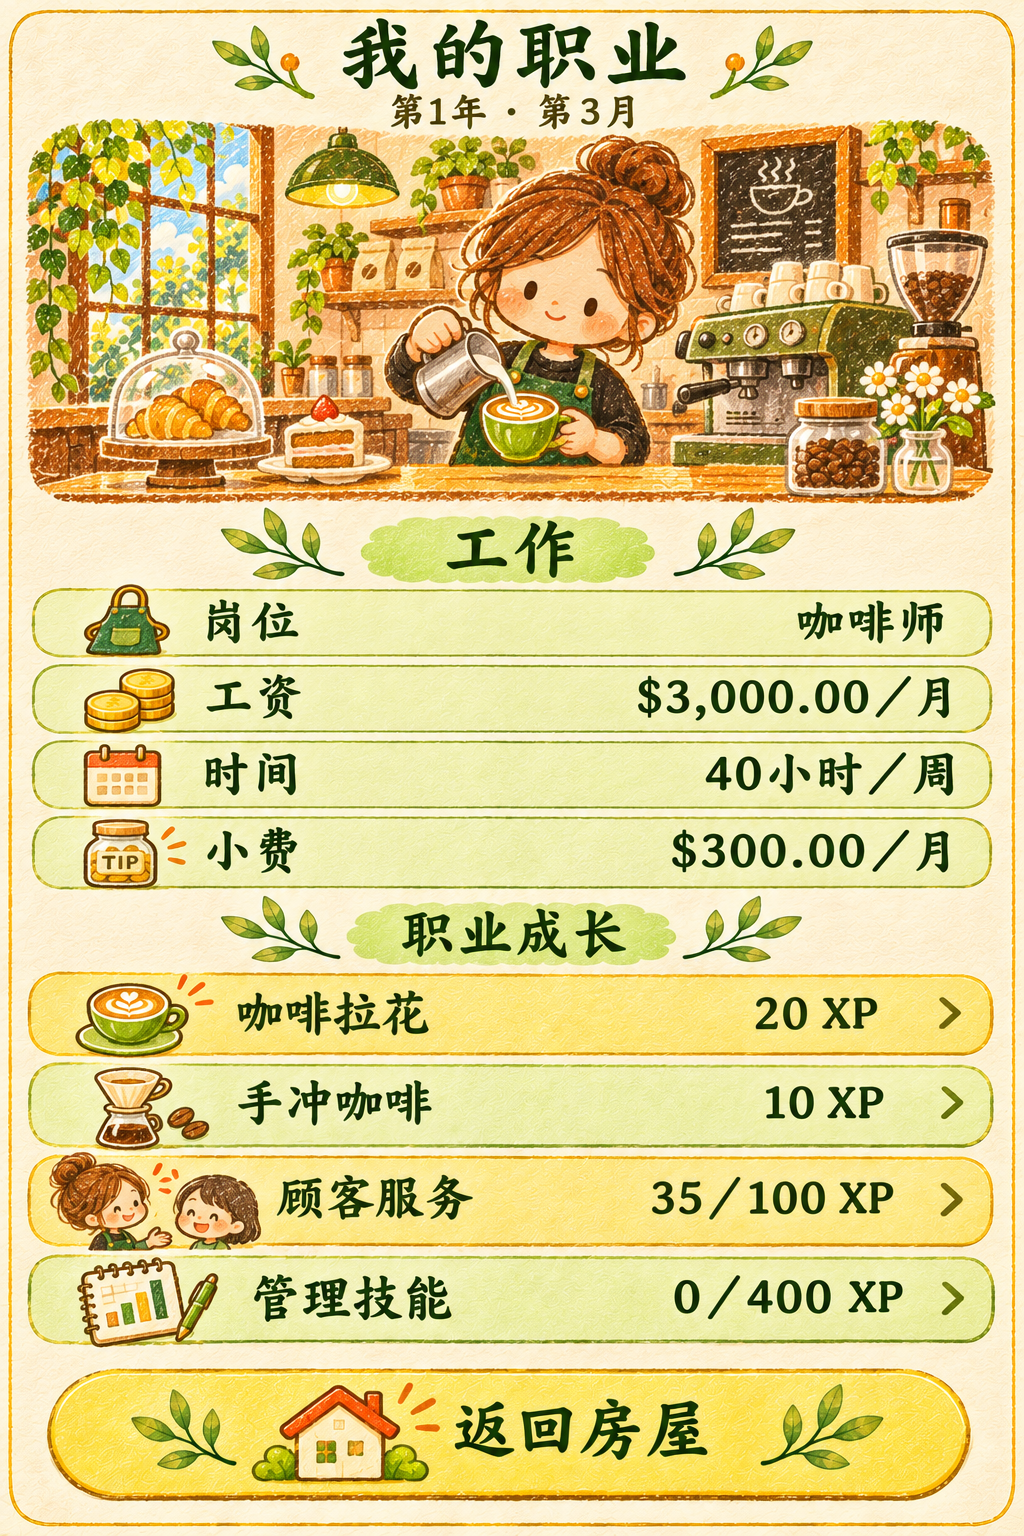 我的职业
第1年 · 第3月
工作
岗位 咖啡师
工资 $3,000.00/月
时间 40小时/周
TIP 小费 $300.00/月
职业成长
咖啡拉花 20 XP
手冲咖啡 10 XP
顾客服务 35/100 XP
管理技能 0/400 XP
返回房屋